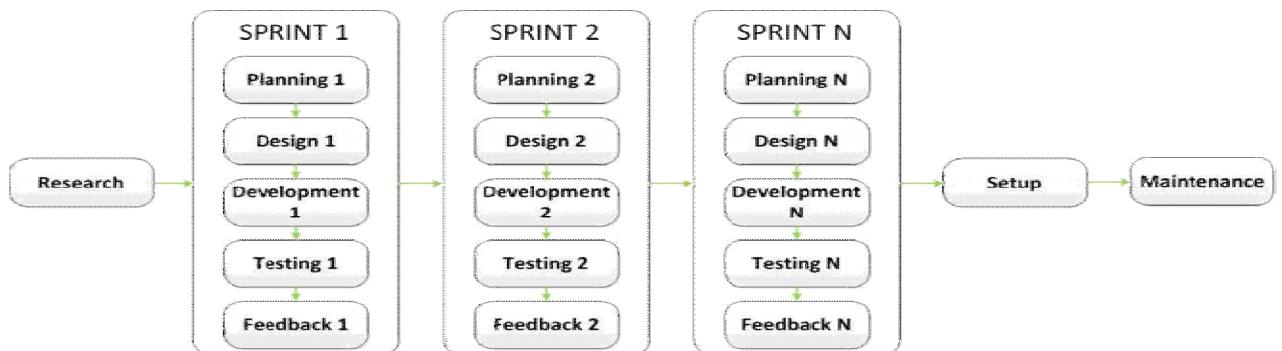 Research
SPRINT 1
Planning 1
Design 1
Development
1
Testing 1
Feedback 1
SPRINT 2
Planning 2
Design 2
Development
2
Testing 2
Feedback 2
SPRINT N
Planning N
Design N
Development
N
Testing N
Feedback N
Setup
Maintenance